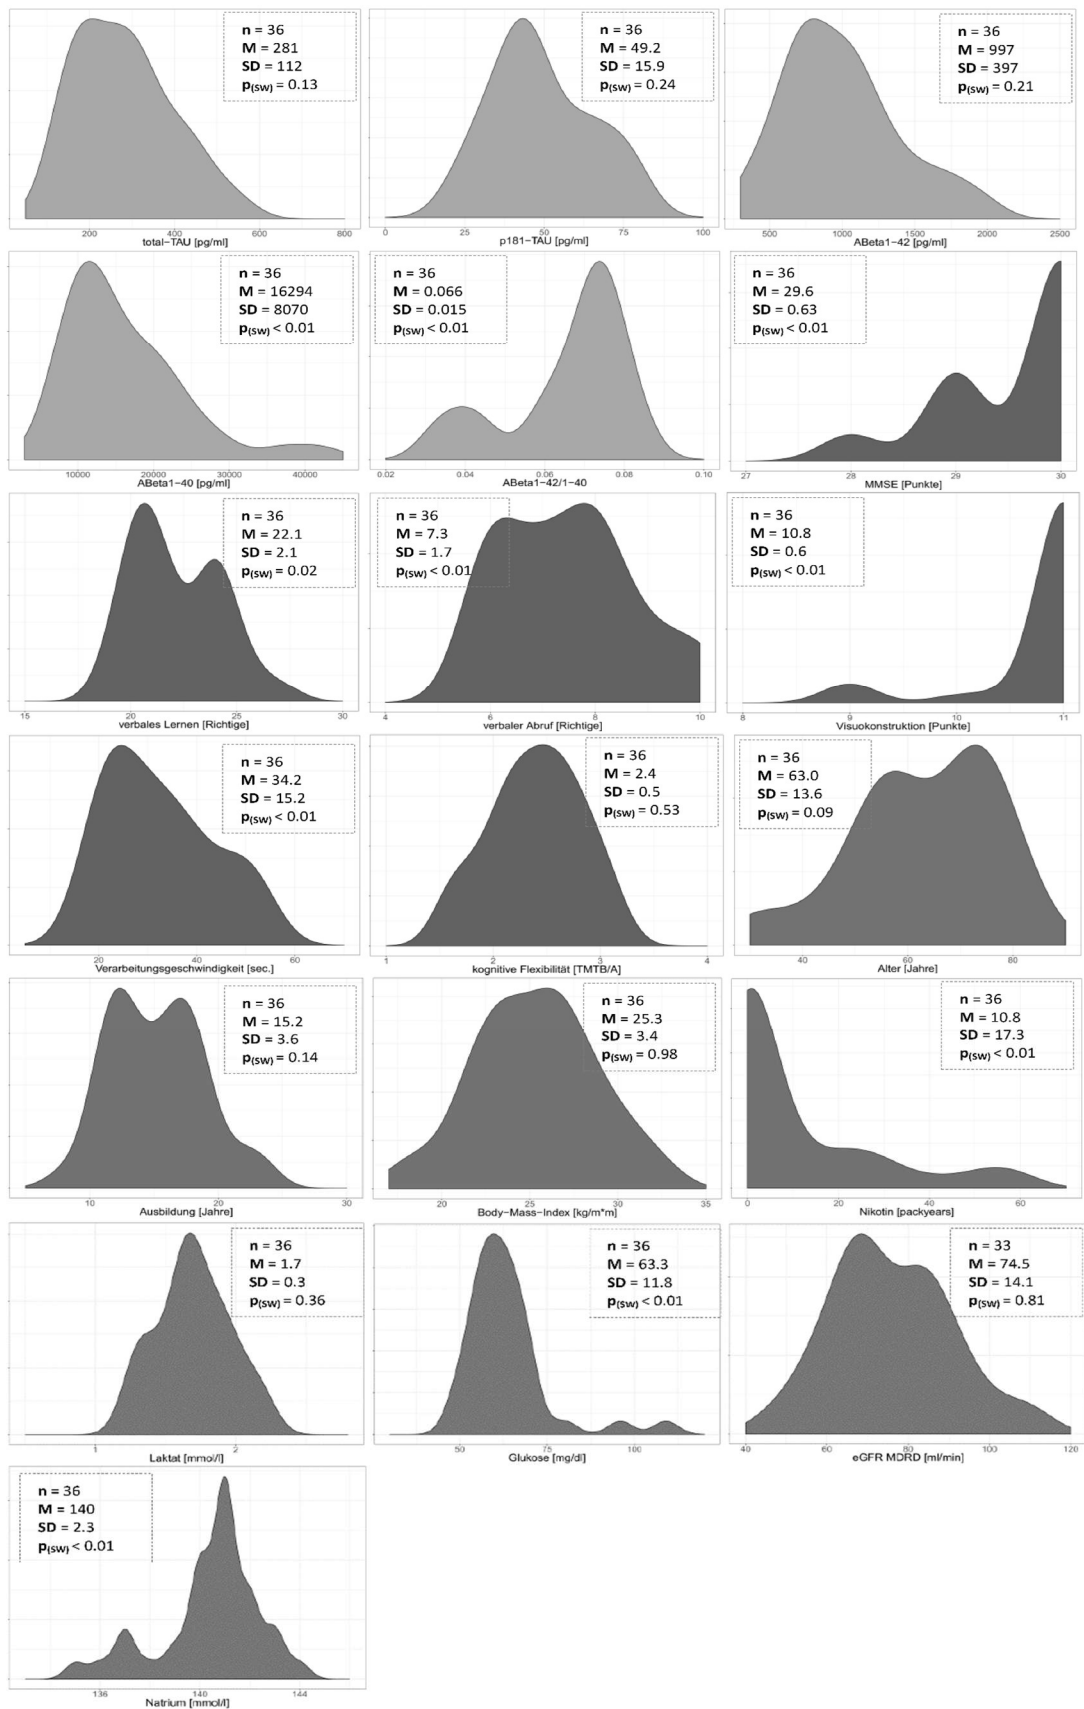 n = 36
M = 281
SD = 112
p(SW) = 0.13
200 400 600 800
total−TAU [pg/ml]
n = 36
M = 49.2
SD = 15.9
p(SW) = 0.24
0 25 50 75 100
p181−TAU [pg/ml]
n = 36
M = 997
SD = 397
p(SW) = 0.21
500 1000 1500 2000 2500
ABeta1−42 [pg/ml]
n = 36
M = 16294
SD = 8070
p(SW) < 0.01
10000 20000 30000 40000
ABeta1−40 [pg/ml]
n = 36
M = 0.066
SD = 0.015
p(SW) < 0.01
0.02 0.04 0.06 0.08 0.10
ABeta1−42/1−40
n = 36
M = 29.6
SD = 0.63
p(SW) < 0.01
27 28 29 30
MMSE [Punkte]
n = 36
M = 22.1
SD = 2.1
p(SW) = 0.02
15 20 25 30
verbales Lernen [Richtige]
n = 36
M = 7.3
SD = 1.7
p(SW) < 0.01
4 6 8 10
verbaler Abruf [Richtige]
n = 36
M = 10.8
SD = 0.6
p(SW) < 0.01
8 9 10 11
Visuokonstruktion [Punkte]
n = 36
M = 34.2
SD = 15.2
p(SW) < 0.01
20 40 60
Verarbeitungsgeschwindigkeit [sec.]
n = 36
M = 2.4
SD = 0.5
p(SW) = 0.53
1 2 3 4
kognitive Flexibilität [TMTB/A]
n = 36
M = 63.0
SD = 13.6
p(SW) = 0.09
40 60 80
Alter [Jahre]
n = 36
M = 15.2
SD = 3.6
p(SW) = 0.14
10 20 30
Ausbildung [Jahre]
n = 36
M = 25.3
SD = 3.4
p(SW) = 0.98
20 25 30 35
Body−Mass−Index [kg/m*m]
n = 36
M = 10.8
SD = 17.3
p(SW) < 0.01
0 20 40 60
Nikotin [packyears]
n = 36
M = 1.7
SD = 0.3
p(SW) = 0.36
1 2
Laktat [mmol/l]
n = 36
M = 63.3
SD = 11.8
p(SW) < 0.01
50 75 100
Glukose [mg/dl]
n = 33
M = 74.5
SD = 14.1
p(SW) = 0.81
40 60 80 100 120
eGFR MDRD [ml/min]
n = 36
M = 140
SD = 2.3
p(SW) < 0.01
136 140 144
Natrium [mmol/l]